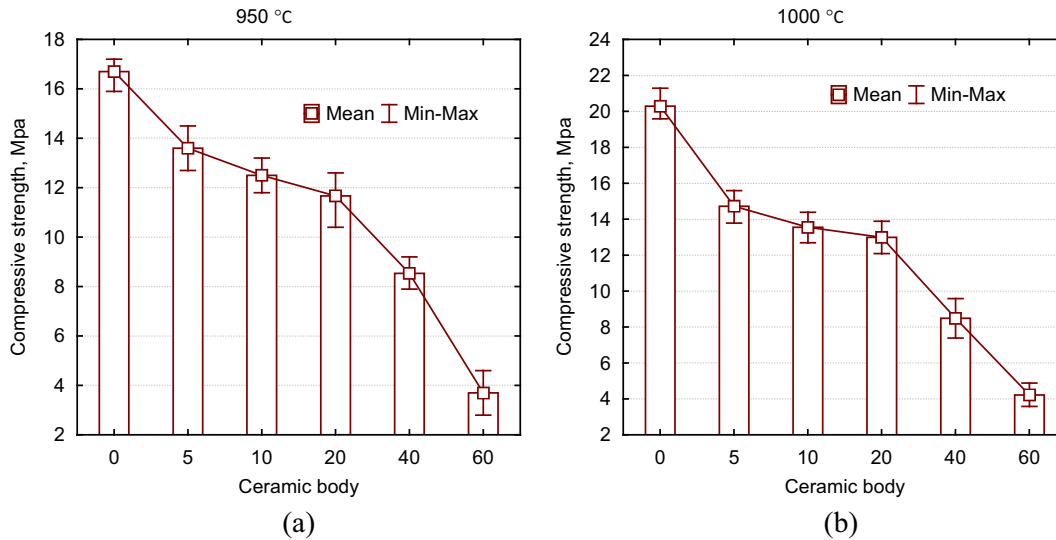 950 °C
Compressive strength, Mpa
18
16
14
12
10
8
6
4
2
Mean Min-Max
0 5 10 20 40 60
Ceramic body
(a)
1000 °C
Compressive strength, Mpa
24
22
20
18
16
14
12
10
8
6
4
2
Mean Min-Max
0 5 10 20 40 60
Ceramic body
(b)